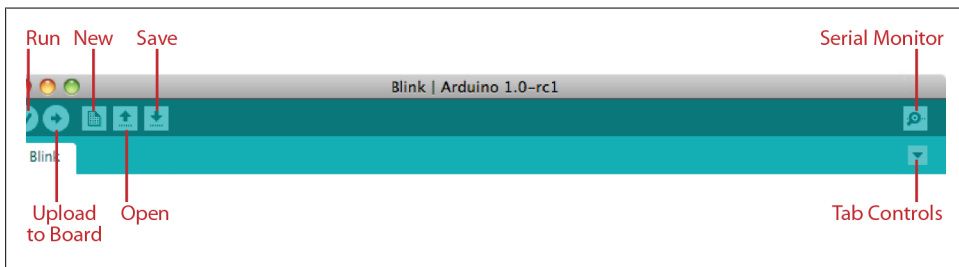 Run New Save Serial Monitor
Blink | Arduino 1.0-rc1
Blink
Upload to Board Open Tab Controls